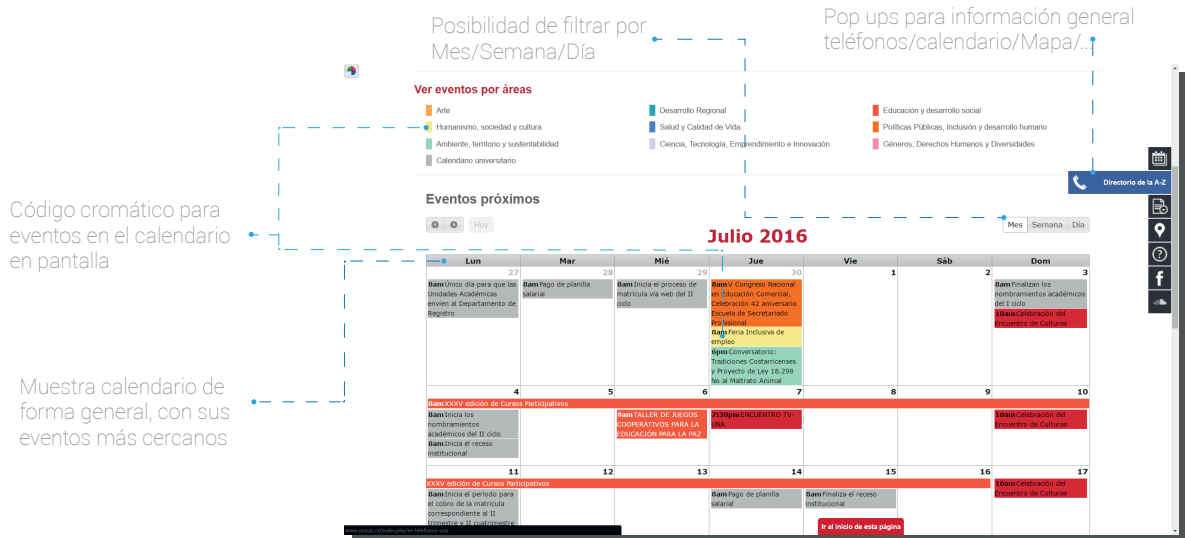 Posibilidad de filtrar por
Mes/Semana/Día
Pop ups para información general
teléfonos/calendario/Mapa/...
Ver eventos por áreas
Arte
Desarrollo Regional
Educación y desarrollo social
Humanismo, sociedad y cultura
Salud y Calidad de Vida
Políticas Públicas, Inclusión y desarrollo humano
Ambiente, territorio y sustentabilidad
Ciencia, Tecnología, Emprendimiento e Innovación
Géneros, Derechos Humanos y Diversidades
Calendario universitario
Directorio de la A-Z
Código cromático para
eventos en el calendario
en pantalla
Eventos próximos
Hoy
Julio 2016
Mes Semana Día
Lun Mar Mié Jue Vie Sáb Dom
27 28 29 30 1 2 3
8am Único día para que las
Unidades Académicas
envíen al Departamento de
Registro
8am Pago de planilla
salarial
8am Inicia el proceso de
matrícula via web del II
ciclo
8am V Congreso Nacional
en Educación Comercial,
Celebración 42 aniversario
Escuela de Secretariado
Profesional
8am Feria Inclusiva de
empleo
6pm Conversatorio:
Tradiciones Costarricenses
y Proyecto de Ley 18.298
No al Maltrato Animal
8am Finalizan los
nombramientos académicos
del I ciclo
10am Celebración del
Encuentro de Culturas
Muestra calendario de
forma general, con sus
eventos más cercanos
4 5 6 7 8 9 10
8am XXXV edición de Cursos Participativos
8am Inicia los
nombramientos
académicos del II ciclo
8am Inicia el receso
institucional
9am TALLER DE JUEGOS
COOPERATIVOS PARA LA
EDUCACIÓN PARA LA PAZ
7:30pm ENCUENTRO TV-
UNA
10am Celebración del
Encuentro de Culturas
11 12 13 14 15 16 17
XXXV edición de Cursos Participativos
8am Inicia el período para
el cobro de la matrícula
correspondiente al II
trimestre y II cuatrimestre
8am Pago de planilla
salarial
8am Finaliza el receso
institucional
10am Celebración del
Encuentro de Culturas
Ir al inicio de esta página